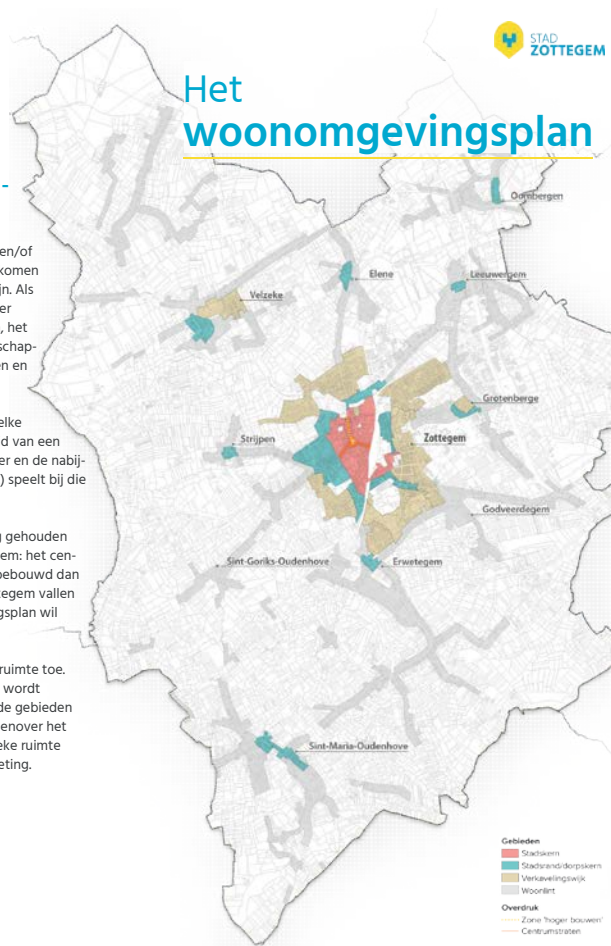 STAD
ZOTTEGEM
Het
woonomgevingsplan
-
en/of
komen
jn. Als
er
, het
schap-
en en
elke
d van een
er en de nabij-
) speelt bij die
g gehouden
em: het cen-
bebouwd dan
tegem vallen
gsplan wil
ruimte toe.
wordt
de gebieden
enover het
eke ruimte
eting.
Oombergen
Elene
Leeuwergem
Velzeke
Grotenberge
Strijpen
Zottegem
Godveerdegem
Sint-Goriks-Oudenhove
Erwetegem
Sint-Maria-Oudenhove
Gebieden
Stadskern
Stadsrand/dorpskern
Verkavelingswijk
Woonlint
Overdruk
Zone 'hoger bouwen'
Centrumstraten